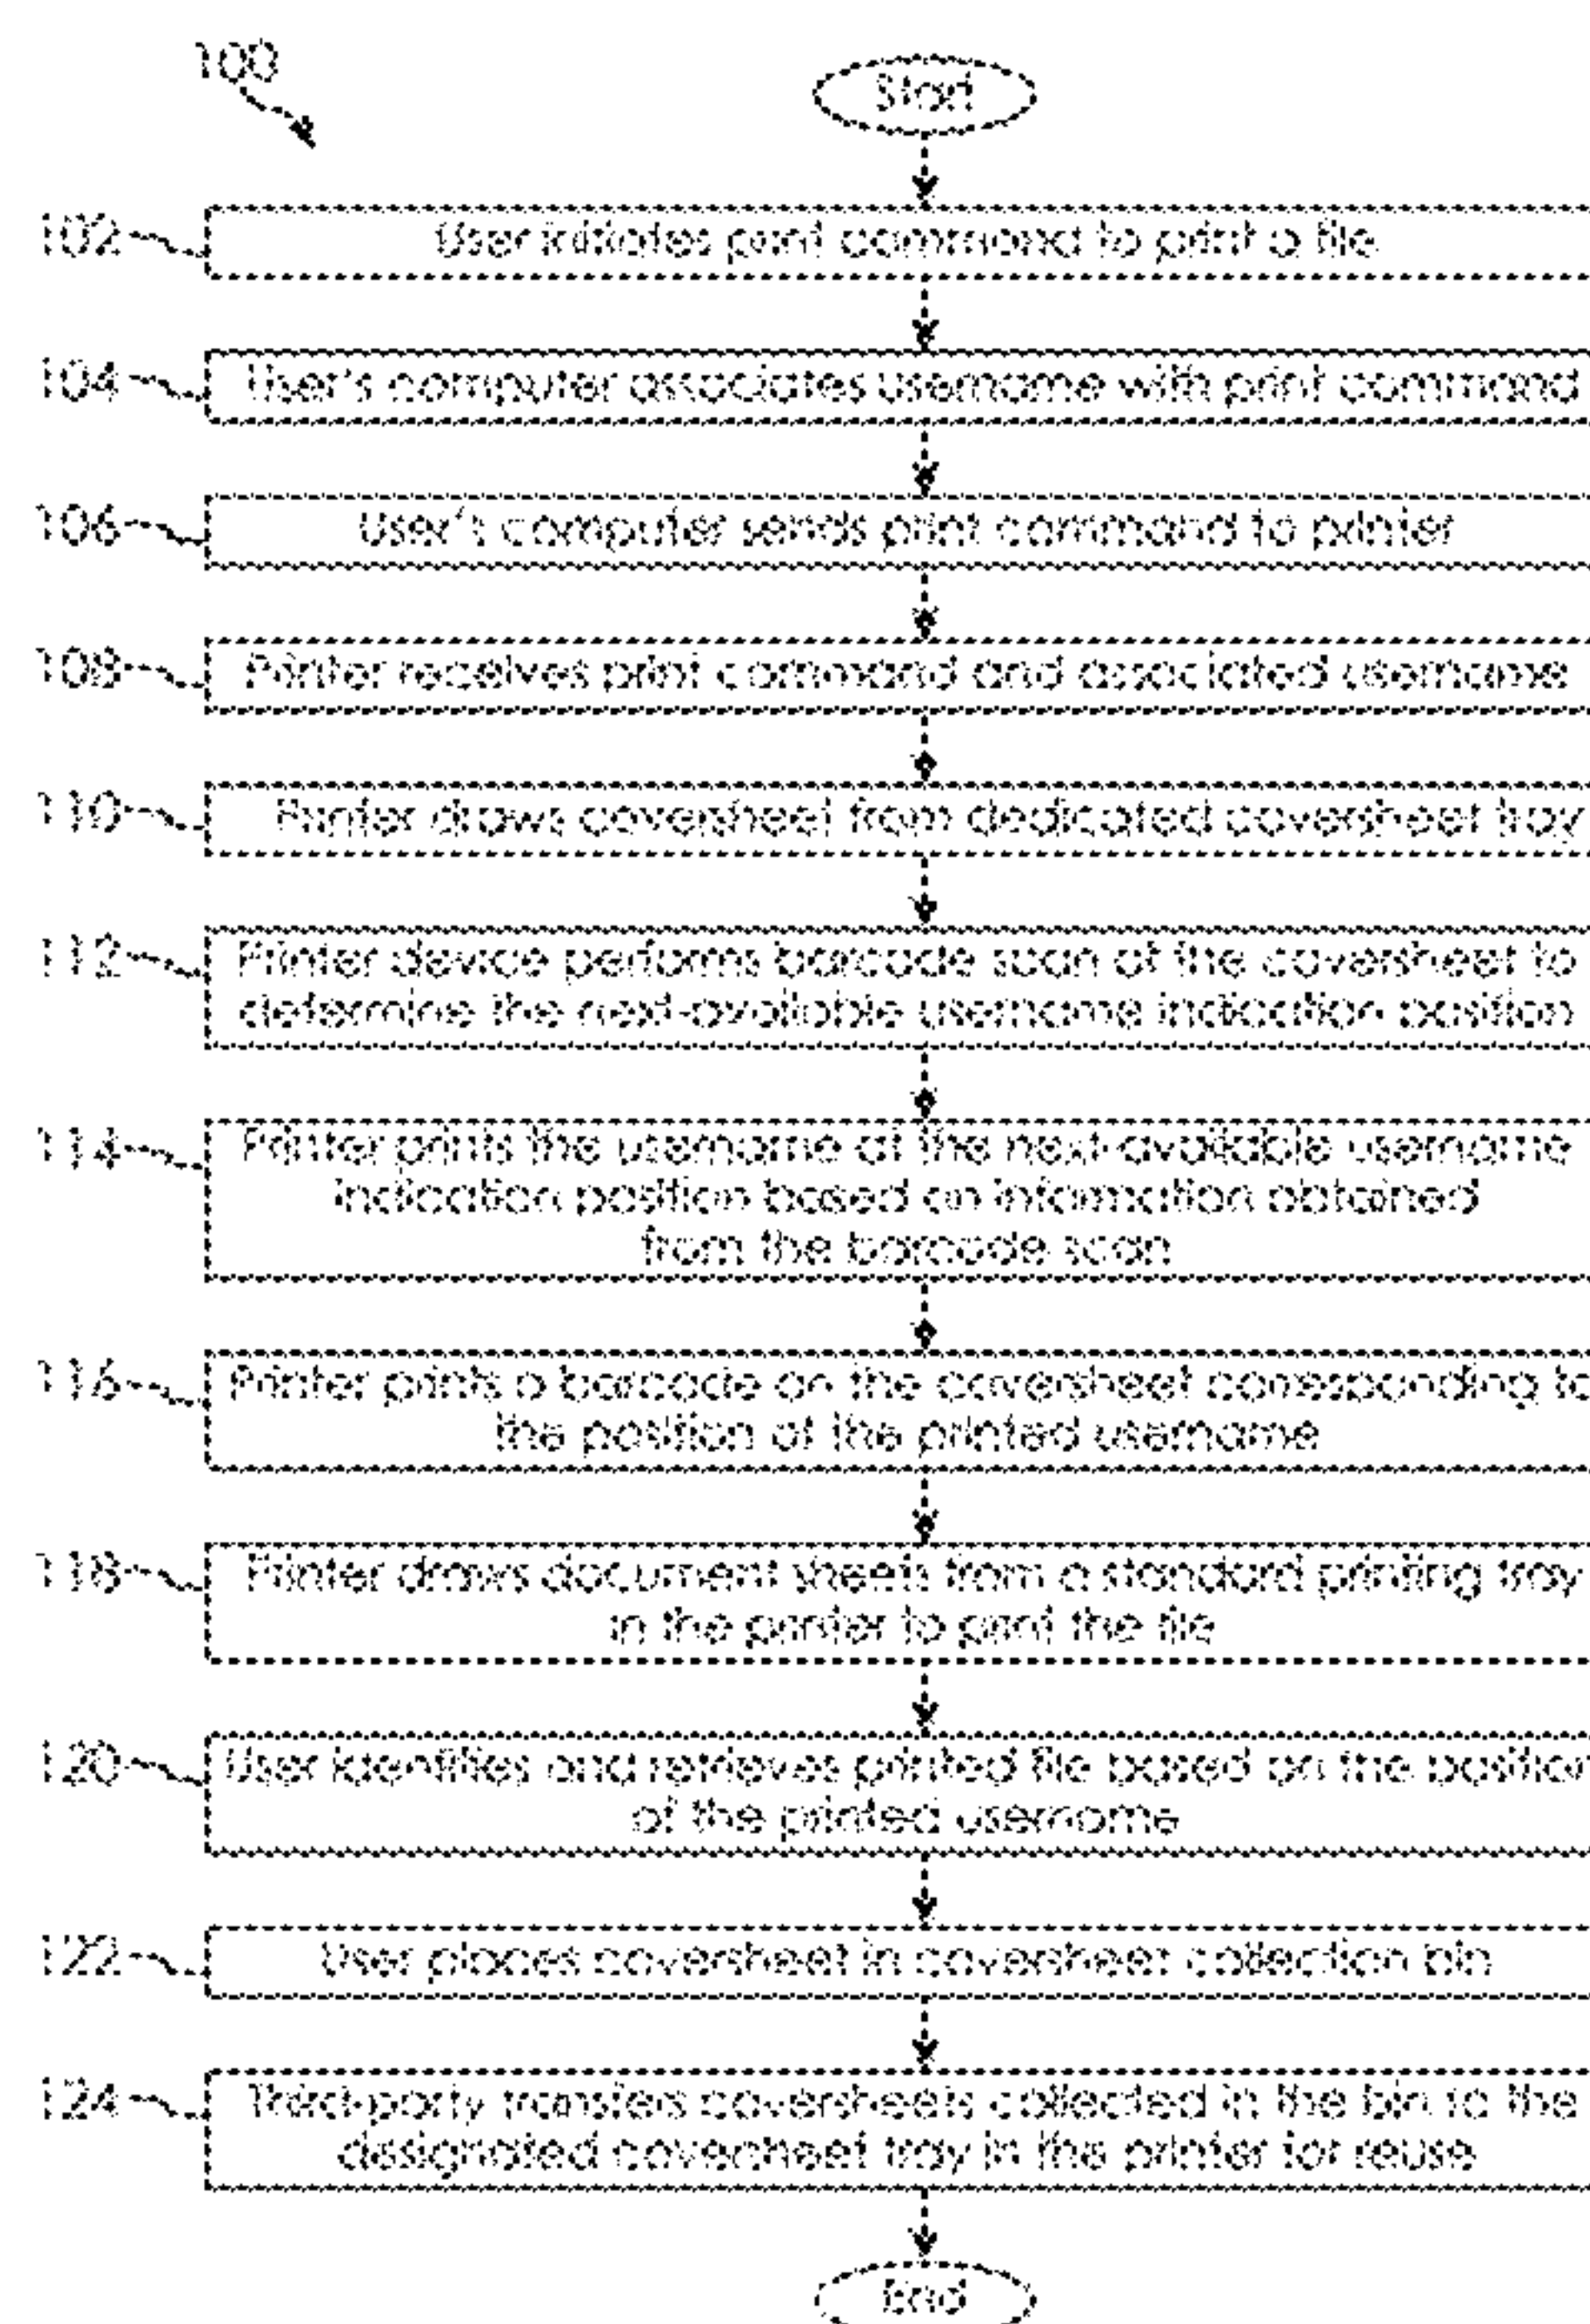 100
Start
102
User initiates print command to print a file
104
User's computer associates username with print command
106
User's computer sends print command to printer
108
Printer receives print command and associated username
110
Printer draws coversheet from dedicated coversheet tray
112
Printer device performs barcode scan of the coversheet to
determine the next-available username indication position
114
Printer prints the username at the next-available username
indication position based on information obtained
from the barcode scan
116
Printer prints a barcode on the coversheet corresponding to
the position of the printed username
118
Printer draws document sheets from a standard printing tray
in the printer to print the file
120
User identifies and retrieves printed file based on the position
of the printed username
122
User places coversheet in coversheet collection bin
124
Third-party transfers coversheets collected in the bin to the
designated coversheet tray in the printer for reuse
End